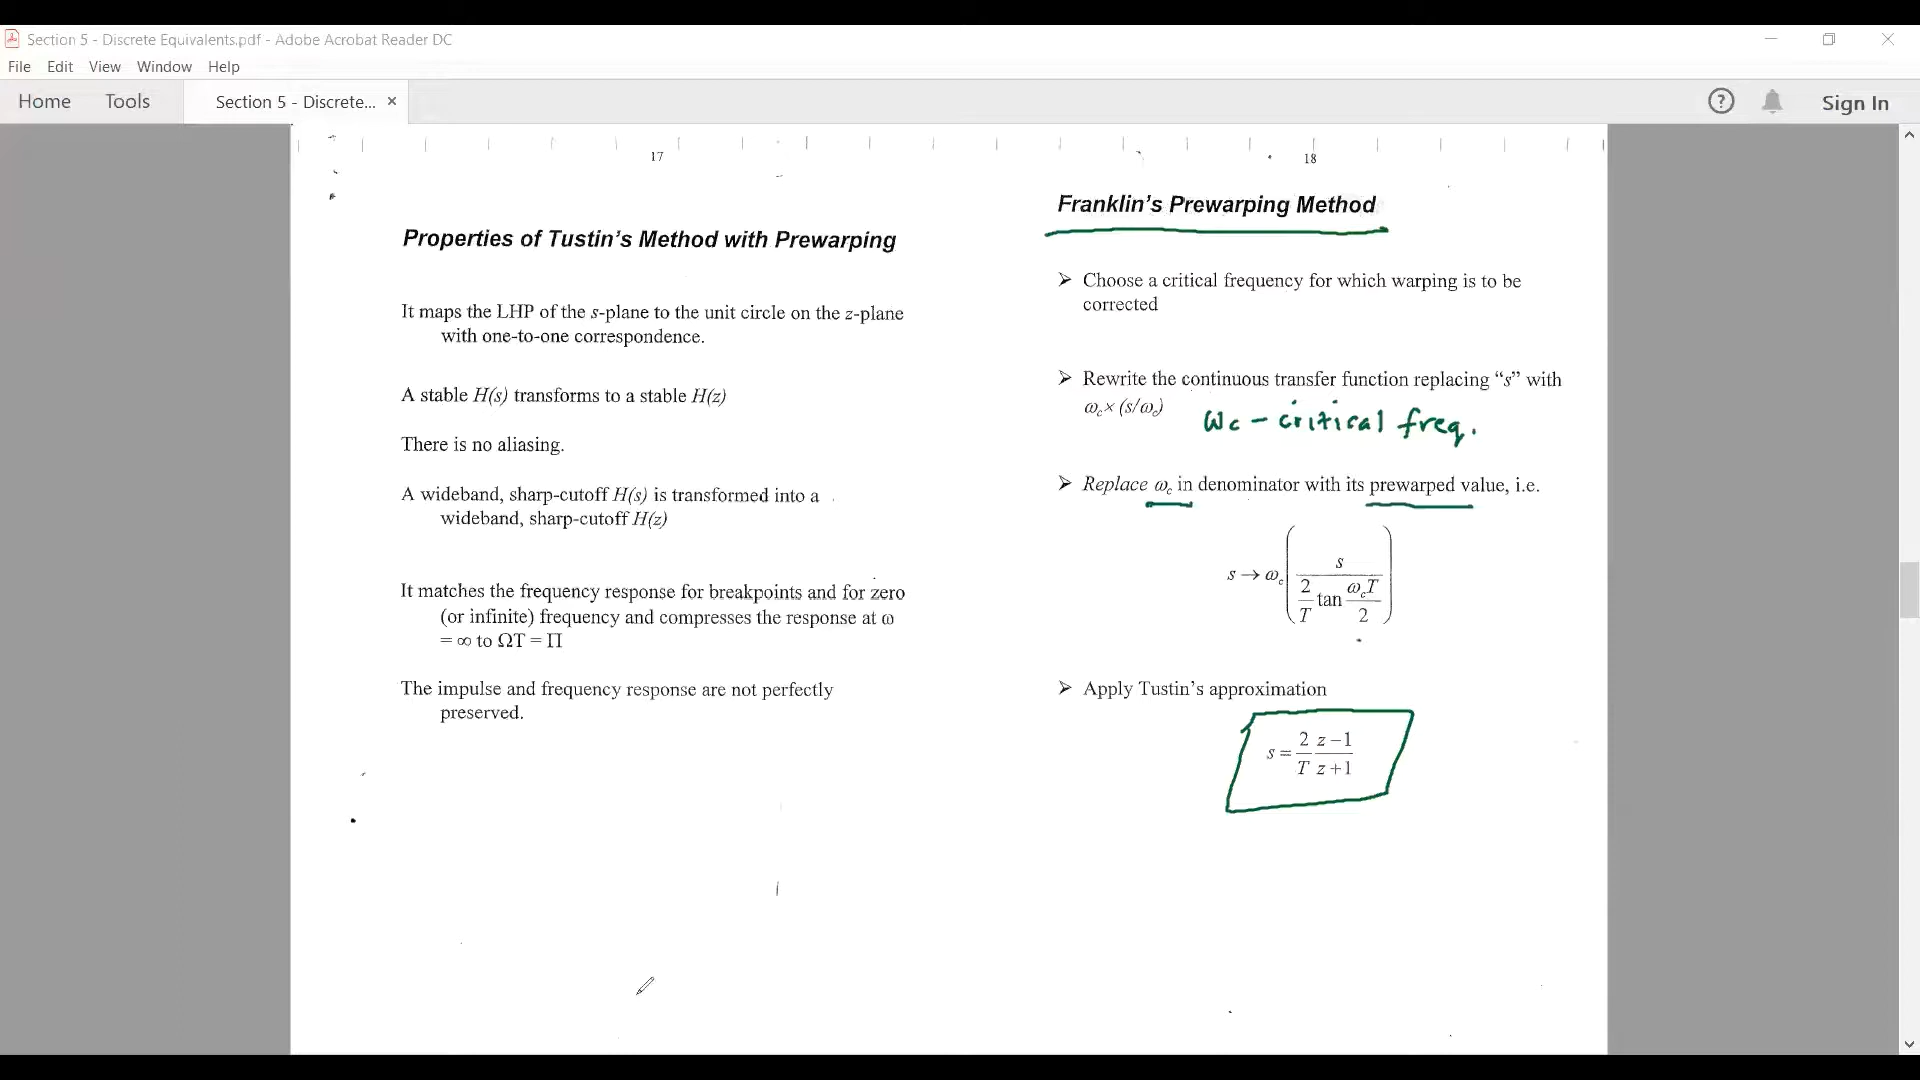 Section 5 - Discrete Equivalents.pdf - Adobe Acrobat Reader DC
File Edit View Window Help
Home Tools Section 5 - Discrete... × ? Sign In
17
Properties of Tustin's Method with Prewarping
It maps the LHP of the s-plane to the unit circle on the z-plane
with one-to-one correspondence.
A stable H(s) transforms to a stable H(z)
There is no aliasing.
A wideband, sharp-cutoff H(s) is transformed into a
wideband, sharp-cutoff H(z)
It matches the frequency response for breakpoints and for zero
(or infinite) frequency and compresses the response at ω
= ∞ to ΩT = Π
The impulse and frequency response are not perfectly
preserved.
18
Franklin's Prewarping Method
➢ Choose a critical frequency for which warping is to be
corrected
➢ Rewrite the continuous transfer function replacing “s” with
ω_c × (s/ω_c)
ω_c – critical freq.
➢ Replace ω_c in denominator with its prewarped value, i.e.
s → ω_c ( s / ( 2/T tan ω_cT/2 ) )
➢ Apply Tustin's approximation
s = 2/T z−1/z+1